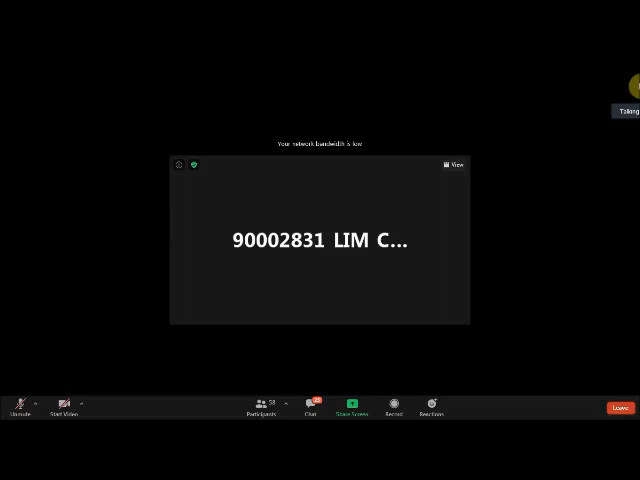 Talking
Your network bandwidth is low
View
90002831 LIM C...
Unmute
Start Video
58
Participants
Chat
Share Screen
Record
Reactions
Leave